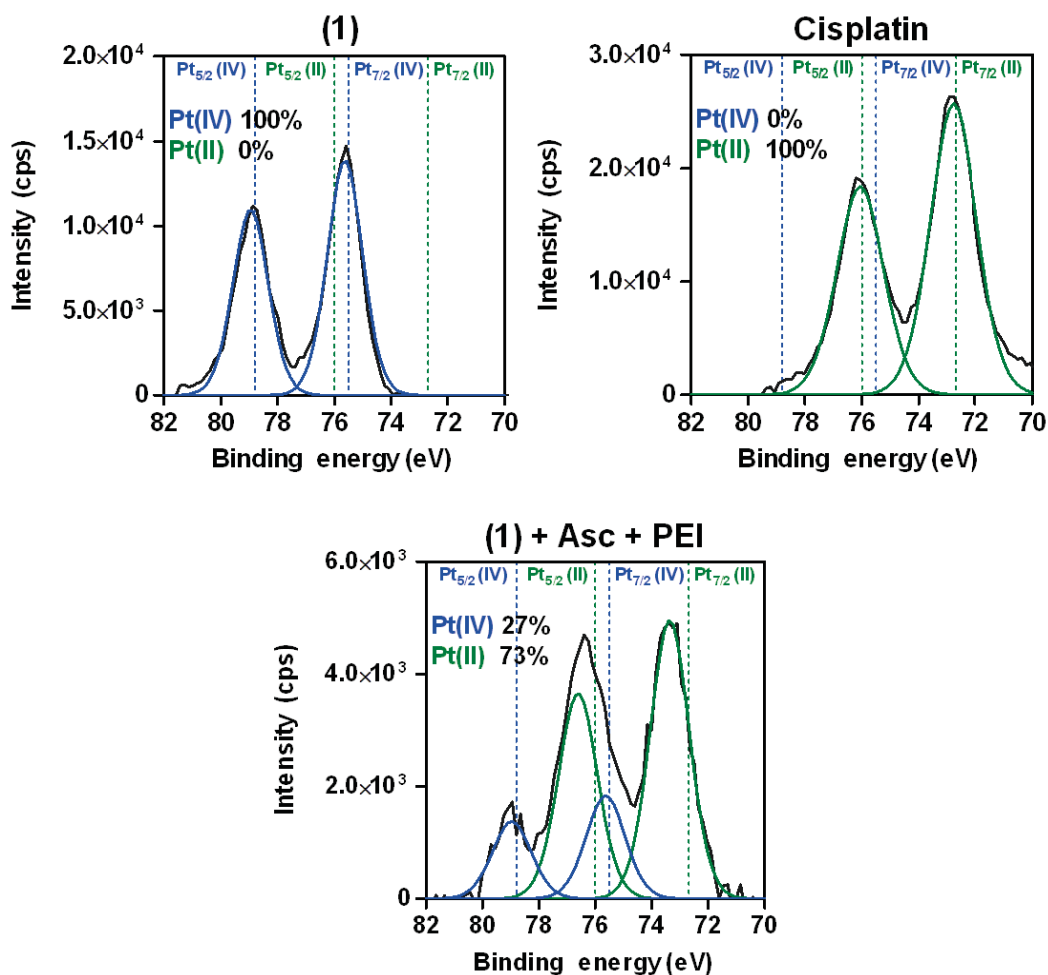 (1)
2.0×10⁴
1.5×10⁴
1.0×10⁴
5.0×10³
0
Intensity (cps)
Pt5/2 (IV) Pt5/2 (II) Pt7/2 (IV) Pt7/2 (II)
Pt(IV) 100%
Pt(II) 0%
82 80 78 76 74 72 70
Binding energy (eV)
Cisplatin
3.0×10⁴
2.0×10⁴
1.0×10⁴
0
Intensity (cps)
Pt5/2 (IV) Pt5/2 (II) Pt7/2 (IV) Pt7/2 (II)
Pt(IV) 0%
Pt(II) 100%
82 80 78 76 74 72 70
Binding energy (eV)
(1) + Asc + PEI
6.0×10³
4.0×10³
2.0×10³
0
Intensity (cps)
Pt5/2 (IV) Pt5/2 (II) Pt7/2 (IV) Pt7/2 (II)
Pt(IV) 27%
Pt(II) 73%
82 80 78 76 74 72 70
Binding energy (eV)